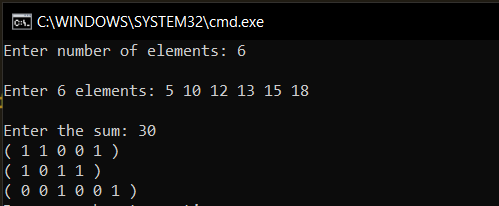 C:\WINDOWS\SYSTEM32\cmd.exe
Enter number of elements: 6
Enter 6 elements: 5 10 12 13 15 18
Enter the sum: 30
( 1 1 0 0 1 )
( 1 0 1 1 )
( 0 0 1 0 0 1 )